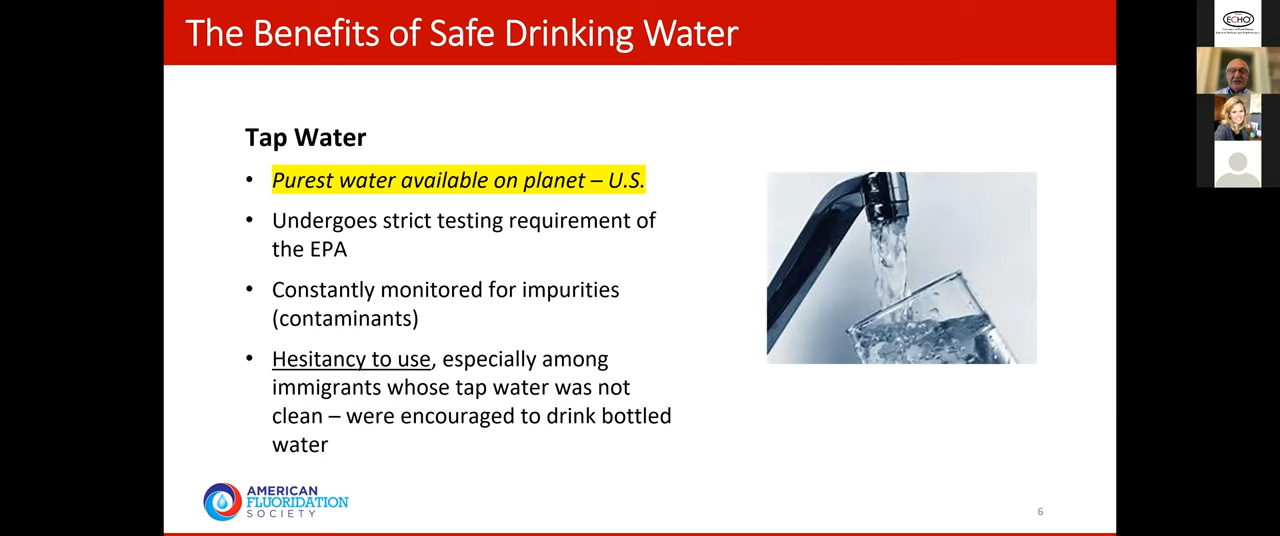 The Benefits of Safe Drinking Water
Tap Water
• Purest water available on planet – U.S.
• Undergoes strict testing requirement of
the EPA
• Constantly monitored for impurities
(contaminants)
• Hesitancy to use, especially among
immigrants whose tap water was not
clean – were encouraged to drink bottled
water
AMERICAN
FLUORIDATION
SOCIETY
6
ECHO